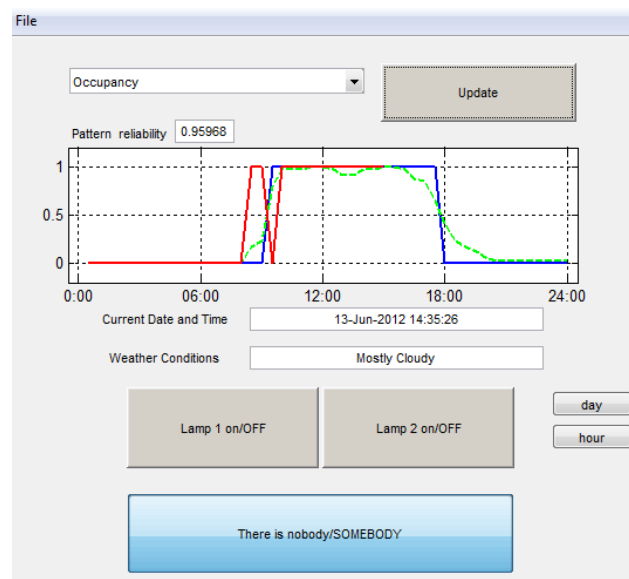 File
Occupancy
Update
Pattern reliability 0.95968
1
0.5
0
0:00 06:00 12:00 18:00 24:00
Current Date and Time 13-Jun-2012 14:35:26
Weather Conditions Mostly Cloudy
Lamp 1 on/OFF Lamp 2 on/OFF
day
hour
There is nobody/SOMEBODY